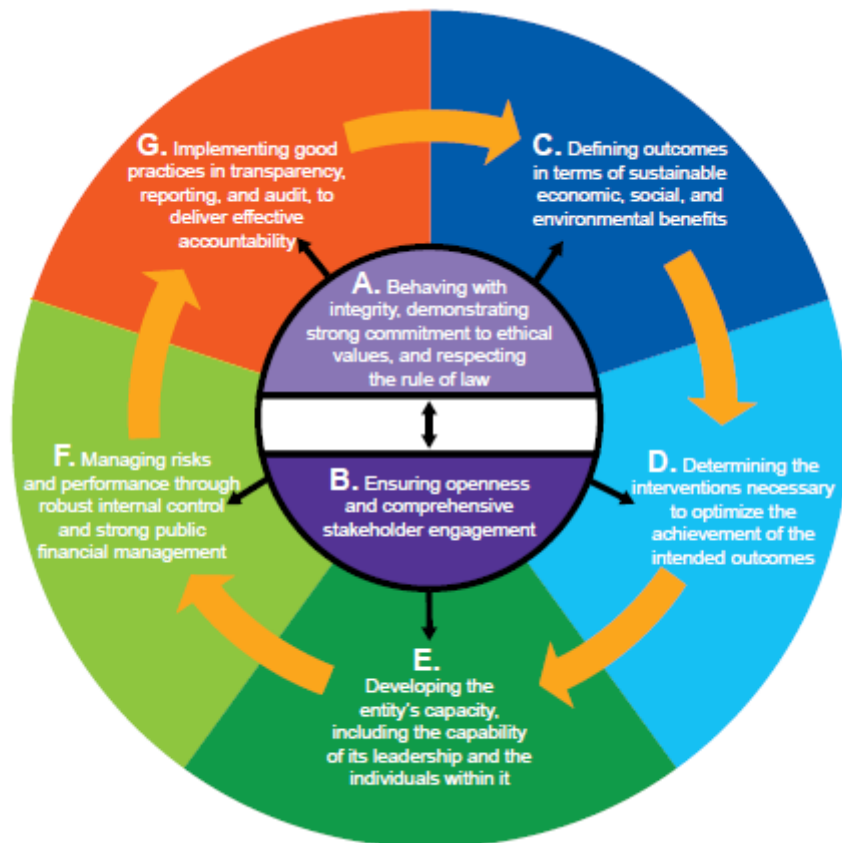 G. Implementing good
practices in transparency,
reporting, and audit, to
deliver effective
accountability
C. Defining outcomes
in terms of sustainable
economic, social, and
environmental benefits
A. Behaving with
integrity, demonstrating
strong commitment to ethical
values, and respecting
the rule of law
F. Managing risks
and performance through
robust internal control
and strong public
financial management
B. Ensuring openness
and comprehensive
stakeholder engagement
D. Determining the
interventions necessary
to optimize the
achievement of the
intended outcomes
E.
Developing the
entity's capacity,
including the capability
of its leadership and the
individuals within it